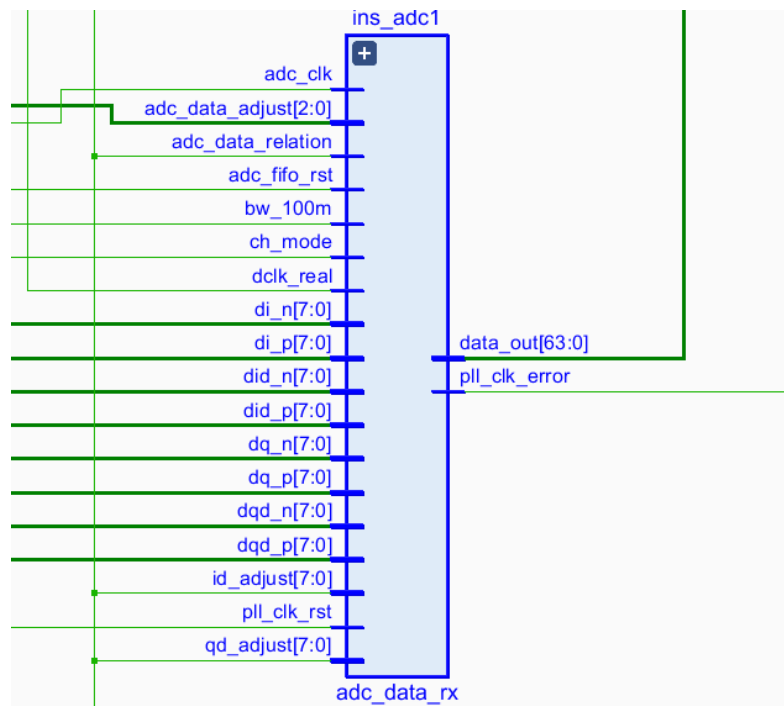 ins_adc1
adc_clk
adc_data_adjust[2:0]
adc_data_relation
adc_fifo_rst
bw_100m
ch_mode
dclk_real
di_n[7:0]
di_p[7:0]
data_out[63:0]
did_n[7:0]
pll_clk_error
did_p[7:0]
dq_n[7:0]
dq_p[7:0]
dqd_n[7:0]
dqd_p[7:0]
id_adjust[7:0]
pll_clk_rst
qd_adjust[7:0]
adc_data_rx